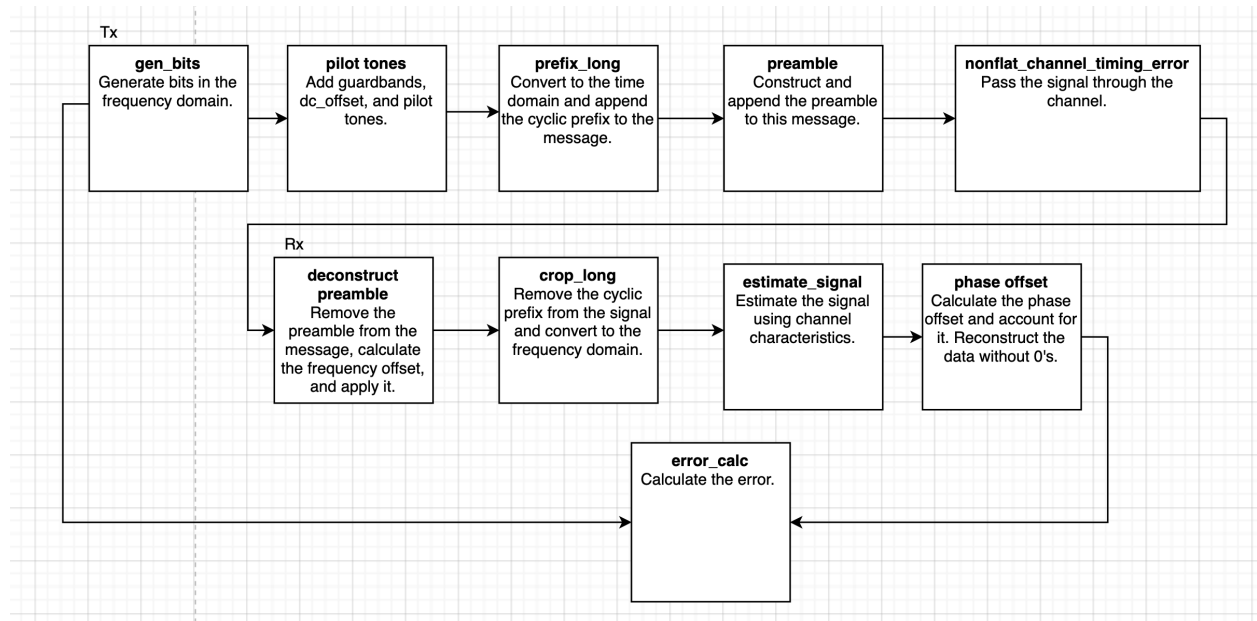 Tx
gen_bits
Generate bits in the
frequency domain.
pilot tones
Add guardbands,
dc_offset, and pilot
tones.
prefix_long
Convert to the time
domain and append
the cyclic prefix to the
message.
preamble
Construct and
append the preamble
to this message.
nonflat_channel_timing_error
Pass the signal through the
channel.
Rx
deconstruct
preamble
Remove the
preamble from the
message, calculate
the frequency offset,
and apply it.
crop_long
Remove the cyclic
prefix from the signal
and convert to the
frequency domain.
estimate_signal
Estimate the signal
using channel
characteristics.
phase offset
Calculate the phase
offset and account for
it. Reconstruct the
data without 0's.
error_calc
Calculate the error.